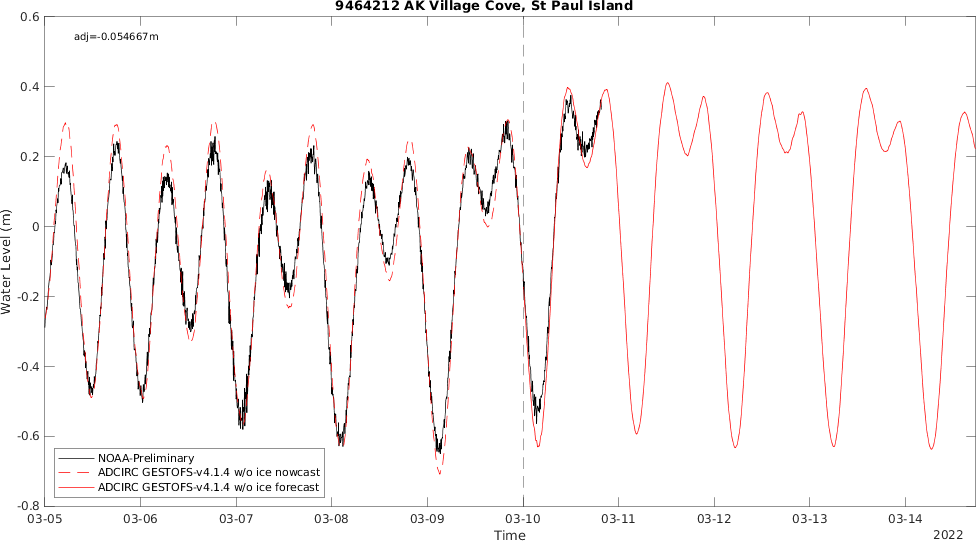 9464212 AK Village Cove, St Paul Island
adj=-0.054667m
Water Level (m)
0.6
0.4
0.2
0
-0.2
-0.4
-0.6
-0.8
NOAA-Preliminary
ADCIRC GESTOFS-v4.1.4 w/o ice nowcast
ADCIRC GESTOFS-v4.1.4 w/o ice forecast
03-05 03-06 03-07 03-08 03-09 03-10 03-11 03-12 03-13 03-14
Time
2022